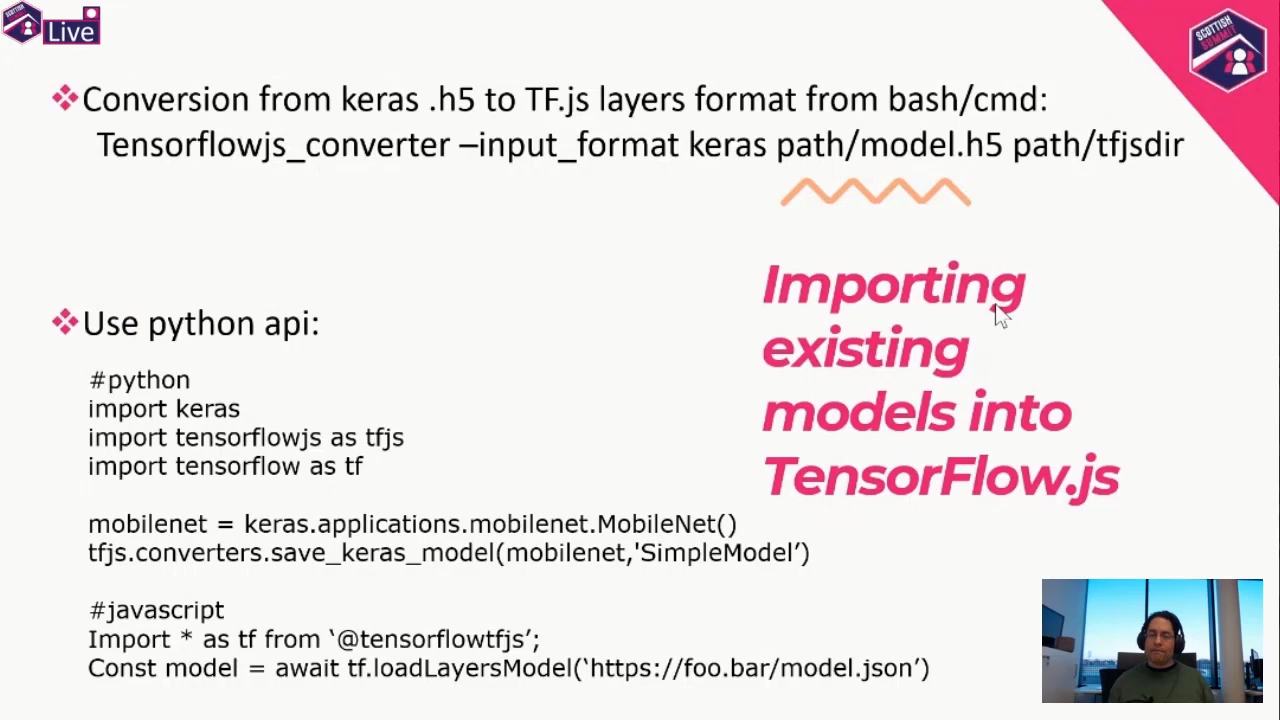 Live
SCOTTISH
SUMMIT
Conversion from keras .h5 to TF.js layers format from bash/cmd:
Tensorflowjs_converter –input_format keras path/model.h5 path/tfjsdir
Importing
existing
models into
TensorFlow.js
Use python api:
#python
import keras
import tensorflowjs as tfjs
import tensorflow as tf
mobilenet = keras.applications.mobilenet.MobileNet()
tfjs.converters.save_keras_model(mobilenet,'SimpleModel’)
#javascript
Import * as tf from ‘@tensorflowtfjs’;
Const model = await tf.loadLayersModel(‘https://foo.bar/model.json’)